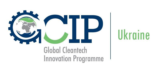 GCIP
Global Cleantech
Innovation Programme
Ukraine